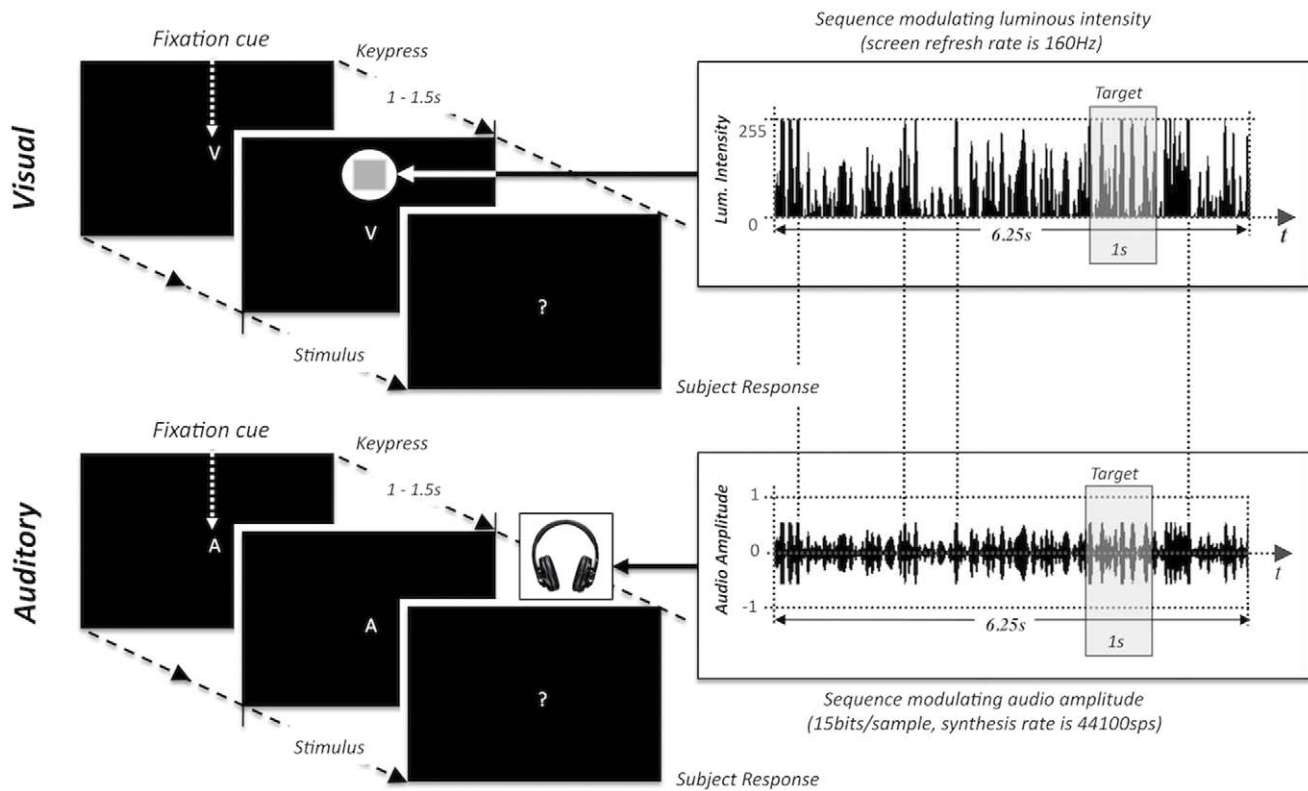 Sequence modulating luminous intensity
(screen refresh rate is 160Hz)
Visual
Fixation cue
Keypress
1 - 1.5s
V
V
?
Stimulus
Subject Response
Target
Lum. Intensity
255
0
6.25s
1s
t
Auditory
Fixation cue
Keypress
1 - 1.5s
A
A
?
Stimulus
Subject Response
Target
Audio Amplitude
1
0
-1
6.25s
1s
t
Sequence modulating audio amplitude
(15bits/sample, synthesis rate is 44100sps)